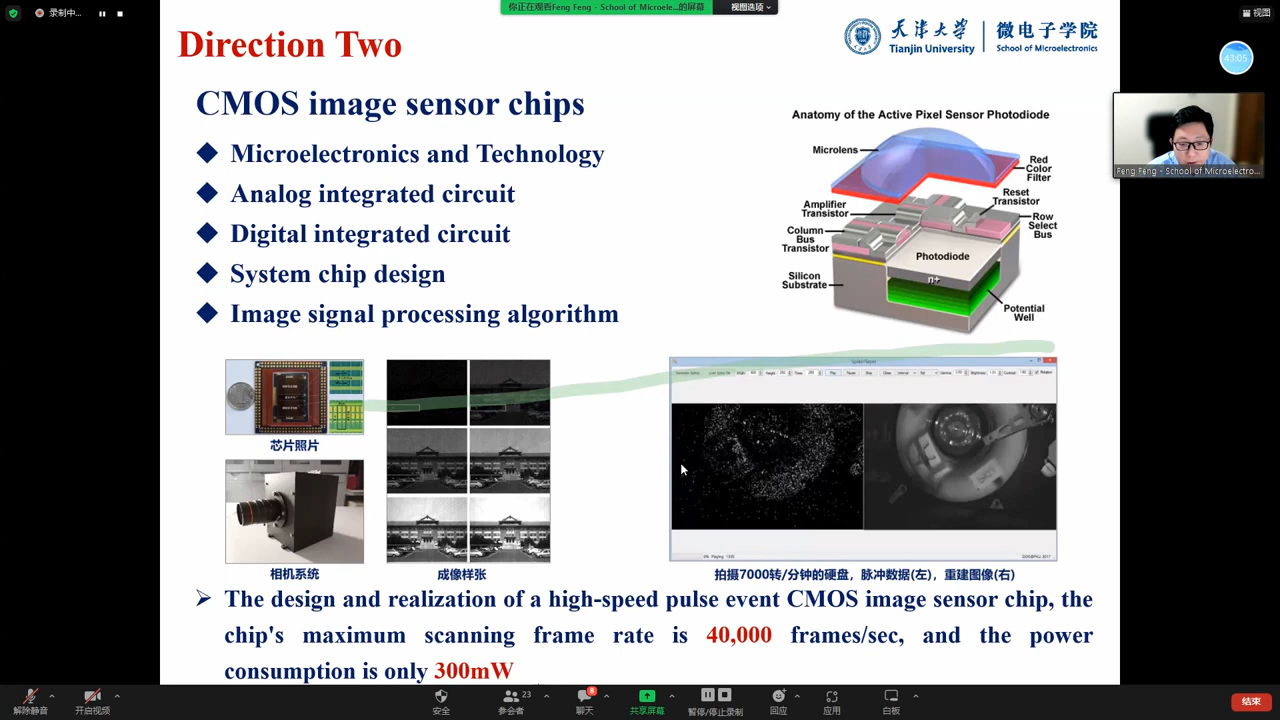 录制中...
你正在观看Feng Feng - School of Microele...的屏幕
视图选项
视图
Direction Two
天津大学
Tianjin University
微电子学院
School of Microelectronics
43:05
CMOS image sensor chips
Microelectronics and Technology
Analog integrated circuit
Digital integrated circuit
System chip design
Image signal processing algorithm
Anatomy of the Active Pixel Sensor Photodiode
Microlens
Red
Color
Filter
Amplifier
Transistor
Reset
Transistor
Column
Bus
Transistor
Row
Select
Bus
Photodiode
n+
Silicon
Substrate
Potential
Well
Feng Feng - School of Microelectro...
芯片照片
相机系统
成像样张
拍摄7000转/分钟的硬盘，脉冲数据(左)，重建图像(右)
The design and realization of a high-speed pulse event CMOS image sensor chip, the
chip's maximum scanning frame rate is 40,000 frames/sec, and the power
consumption is only 300mW
解除静音
开启视频
安全
参会者
23
聊天
8
共享屏幕
暂停/停止录制
回应
应用
白板
结束